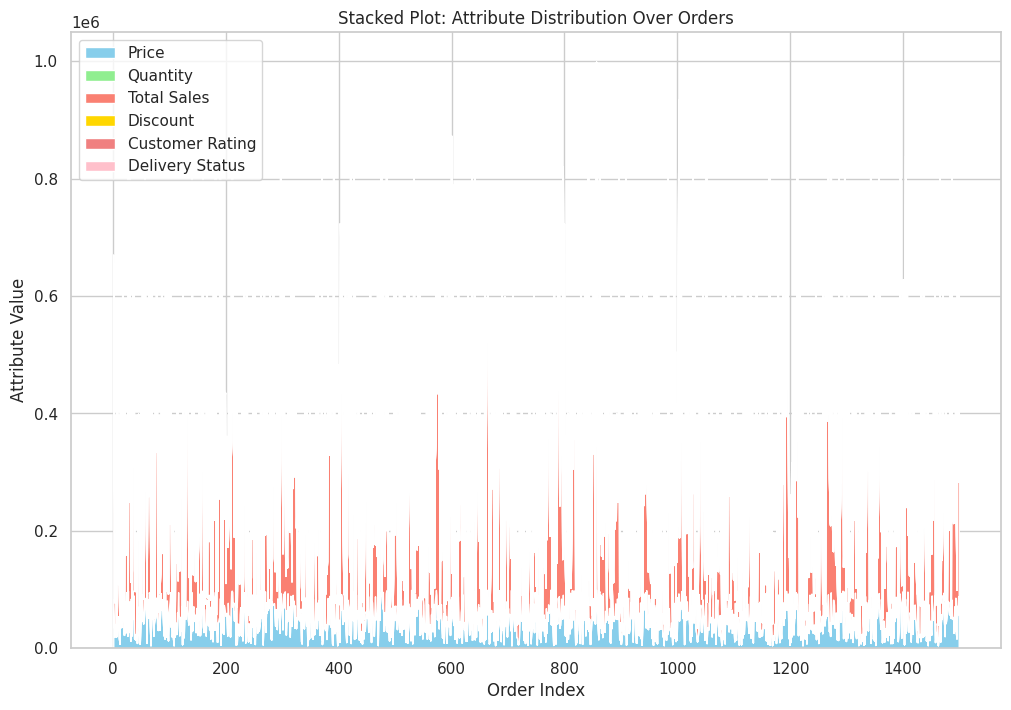 Stacked Plot: Attribute Distribution Over Orders
1e6
Price
Quantity
Total Sales
Discount
Customer Rating
Delivery Status
1.0
0.8
0.6
0.4
0.2
0.0
Attribute Value
0 200 400 600 800 1000 1200 1400
Order Index